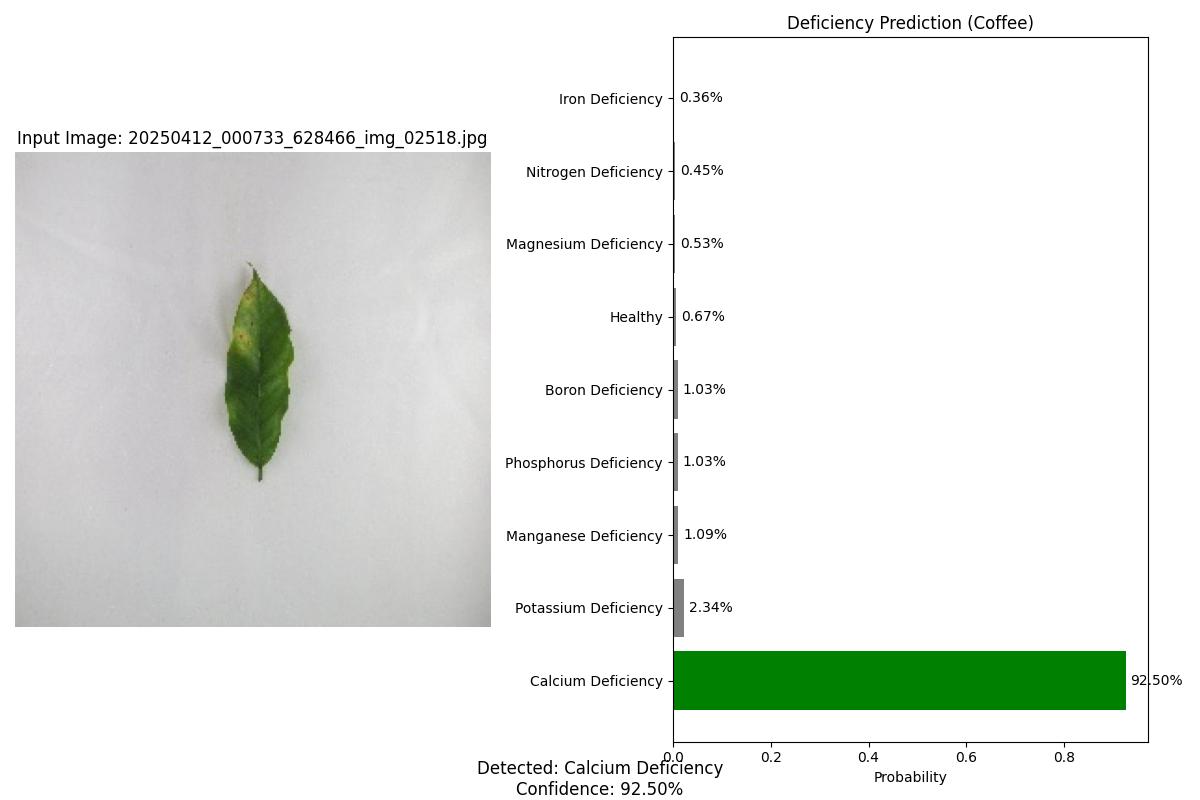 Deficiency Prediction (Coffee)
Input Image: 20250412_000733_628466_img_02518.jpg
Iron Deficiency 0.36%
Nitrogen Deficiency 0.45%
Magnesium Deficiency 0.53%
Healthy 0.67%
Boron Deficiency 1.03%
Phosphorus Deficiency 1.03%
Manganese Deficiency 1.09%
Potassium Deficiency 2.34%
Calcium Deficiency 92.50%
0.0 0.2 0.4 0.6 0.8
Probability
Detected: Calcium Deficiency
Confidence: 92.50%